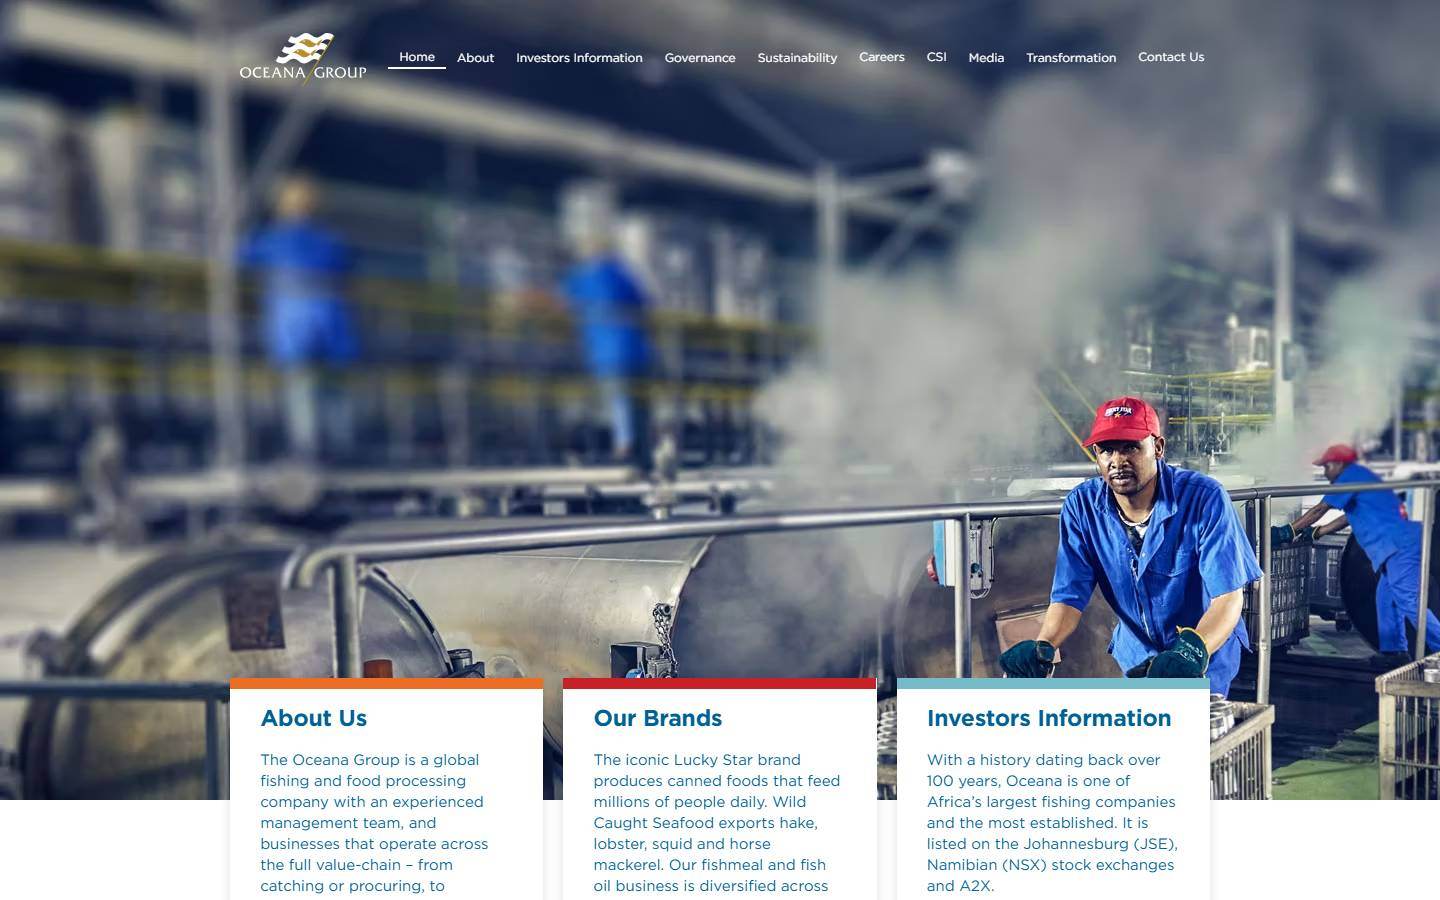 OCEANA GROUP
Home About Investors Information Governance Sustainability Careers CSI Media Transformation Contact Us
About Us
The Oceana Group is a global
fishing and food processing
company with an experienced
management team, and
businesses that operate across
the full value-chain – from
catching or procuring, to
Our Brands
The iconic Lucky Star brand
produces canned foods that feed
millions of people daily. Wild
Caught Seafood exports hake,
lobster, squid and horse
mackerel. Our fishmeal and fish
oil business is diversified across
Investors Information
With a history dating back over
100 years, Oceana is one of
Africa’s largest fishing companies
and the most established. It is
listed on the Johannesburg (JSE),
Namibian (NSX) stock exchanges
and A2X.